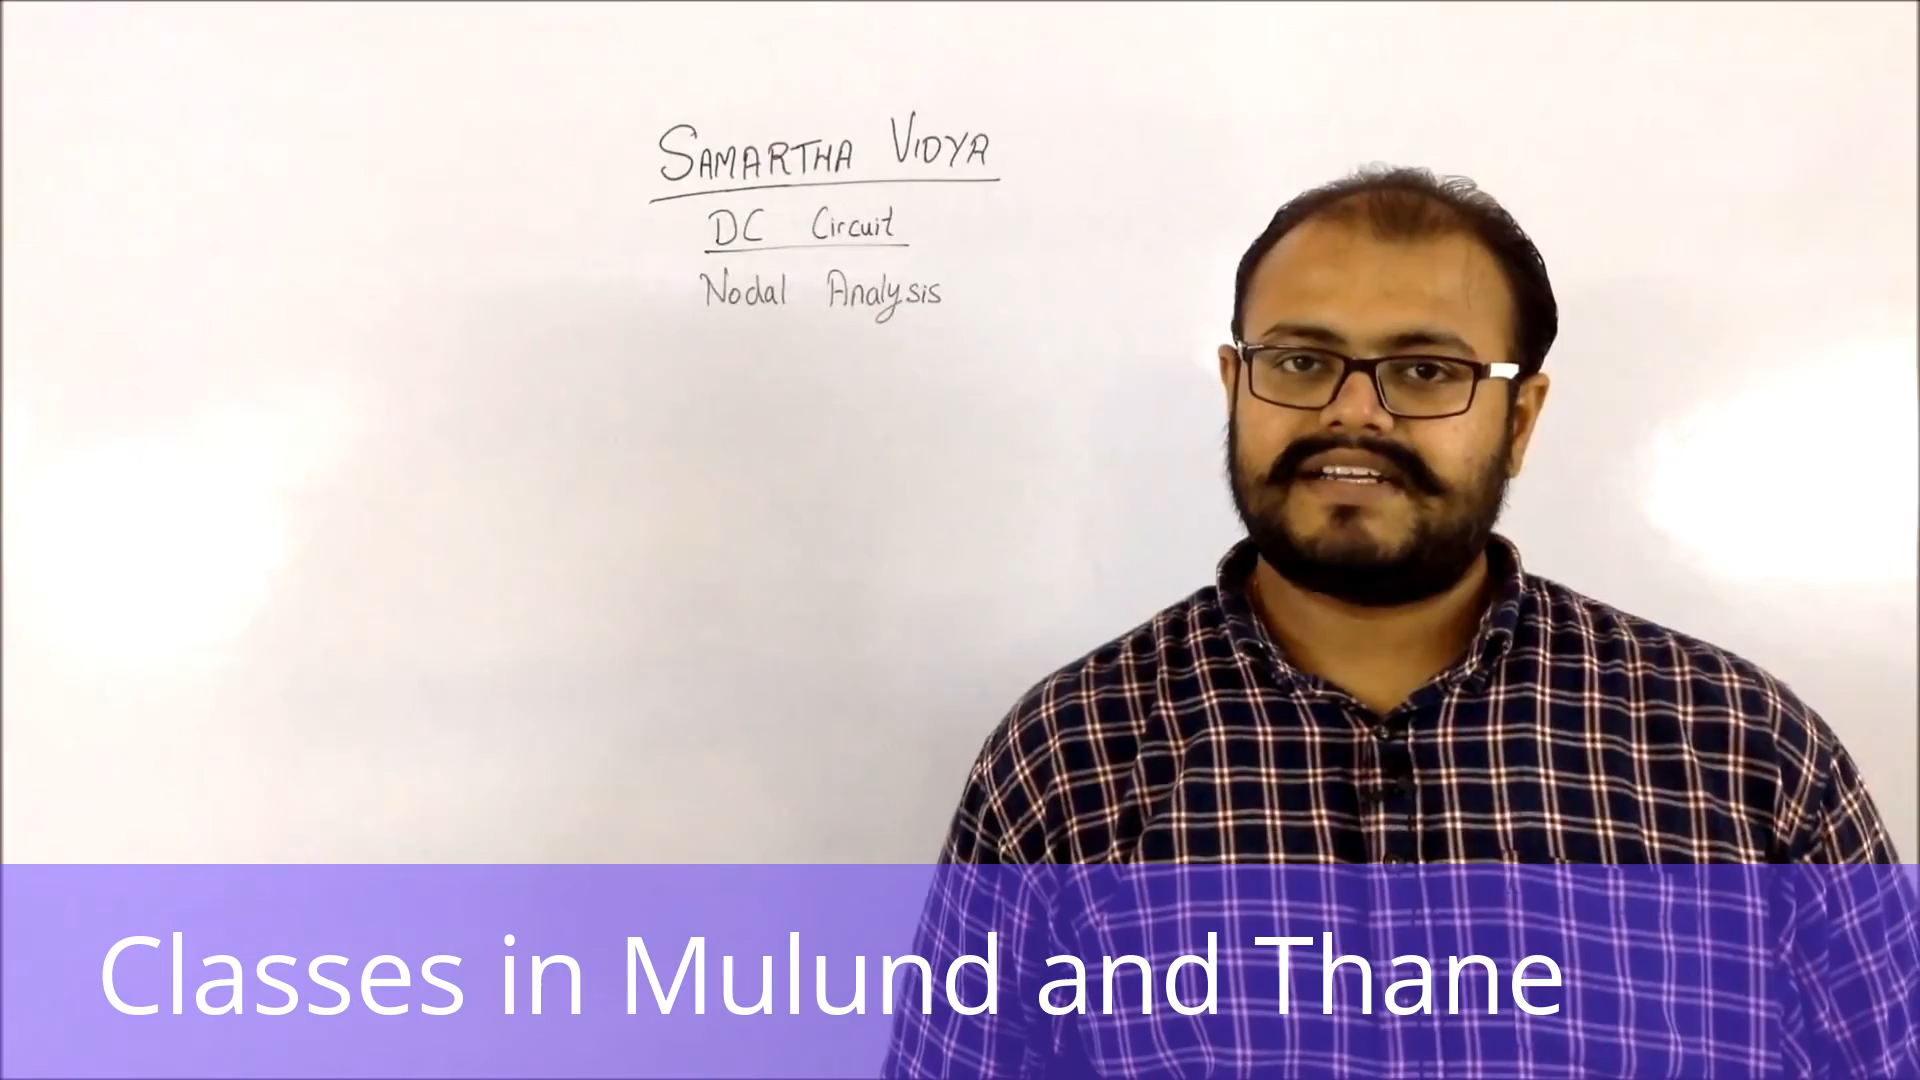 SAMARTHA VIDYA
DC Circuit
Nodal Analysis
Classes in Mulund and Thane